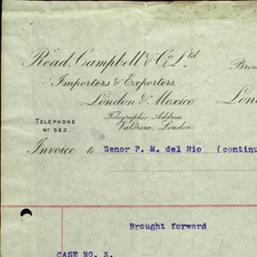 Read, Campbell & Co. Ltd
Importers & Exporters,
London & Mexico
Telegraphic Address,
Valorem, London.
TELEPHONE
No 562.
Invoice to Senor P. M. del Rio (continu
Brought forward
CASE NO. 3.